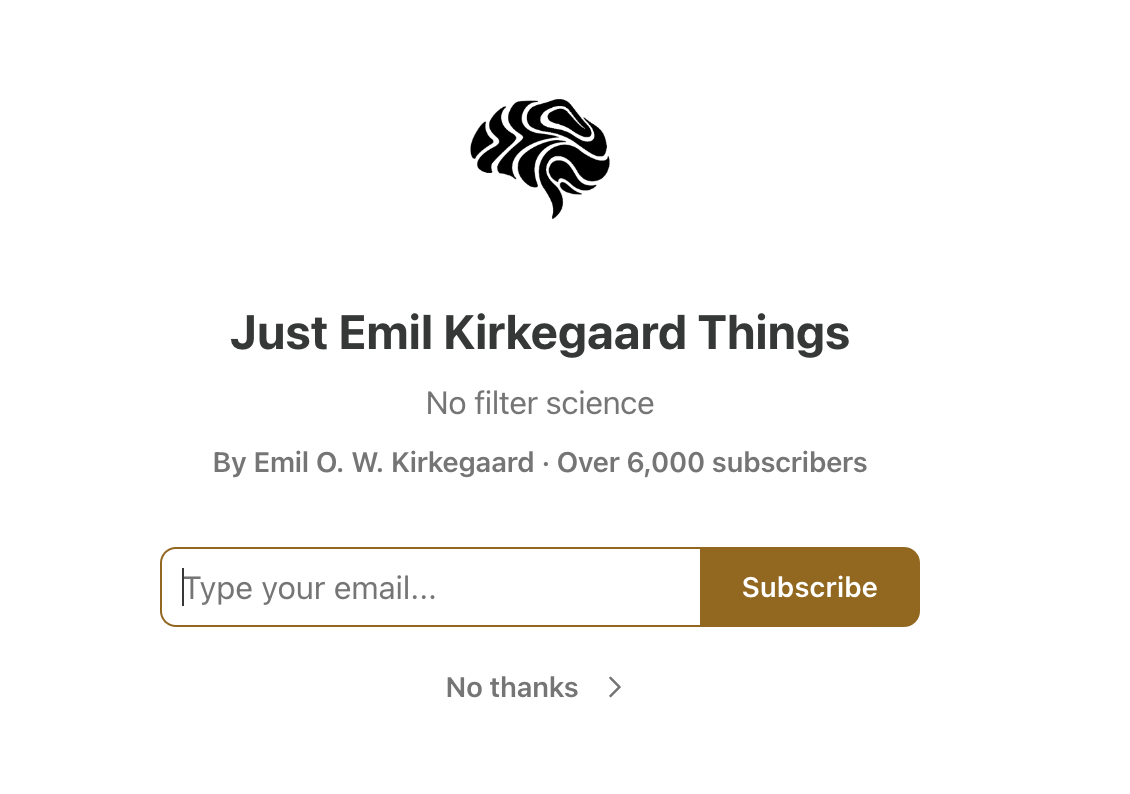 Just Emil Kirkegaard Things
No filter science
By Emil O. W. Kirkegaard · Over 6,000 subscribers
Type your email...
Subscribe
No thanks